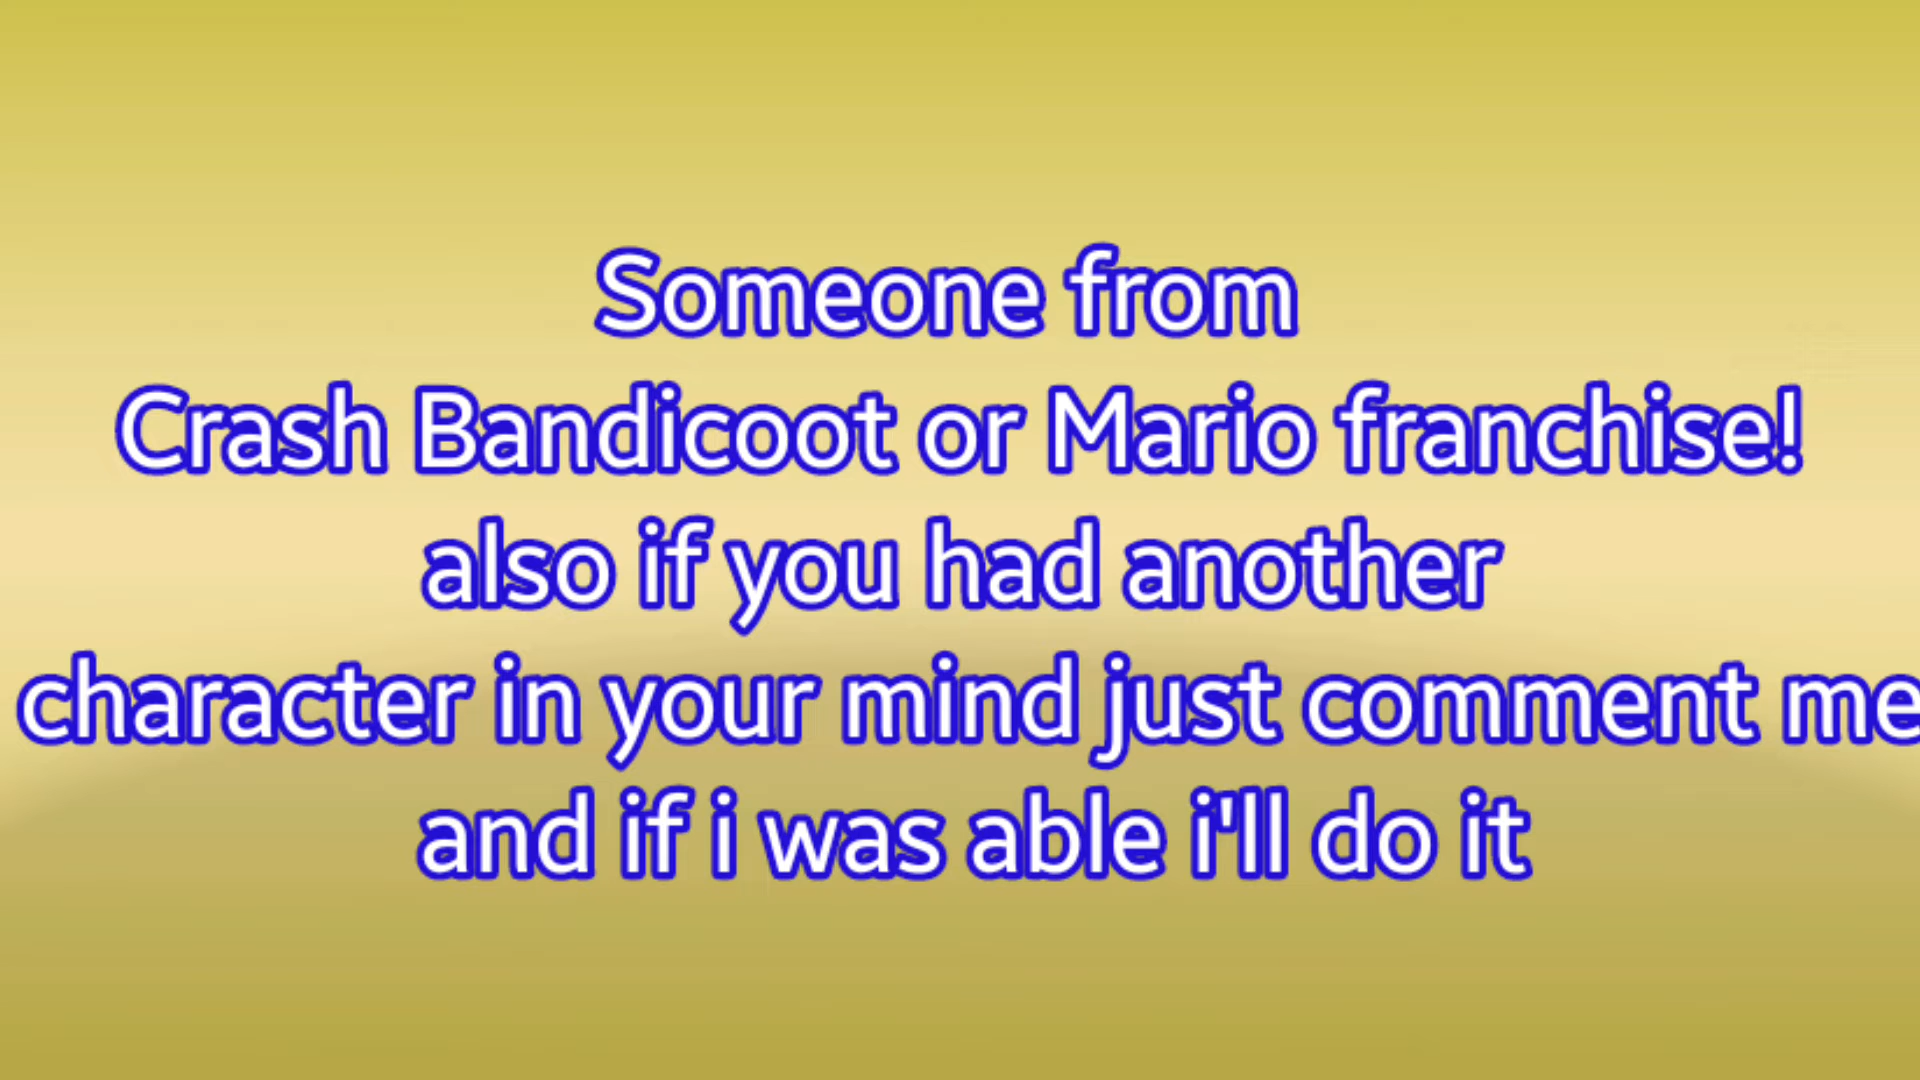 Someone from
Crash Bandicoot or Mario franchise!
also if you had another
character in your mind just comment me
and if i was able i'll do it